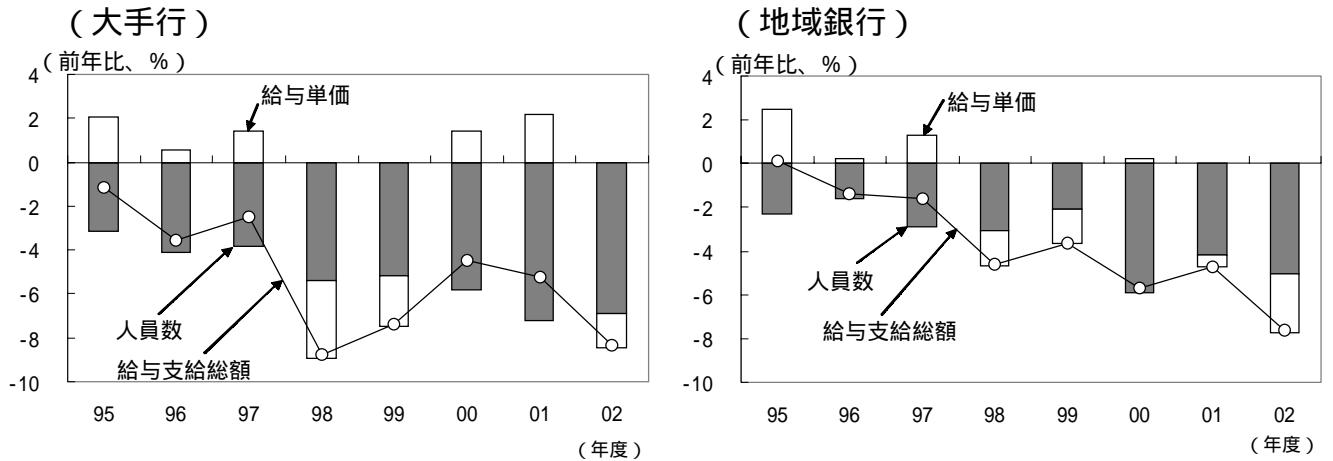 （大手行）
（前年比、％）
4
2
0
-2
-4
-6
-8
-10
給与単価
人員数
給与支給総額
95 96 97 98 99 00 01 02
（年度）
（地域銀行）
（前年比、％）
4
2
0
-2
-4
-6
-8
-10
給与単価
人員数
給与支給総額
95 96 97 98 99 00 01 02
（年度）